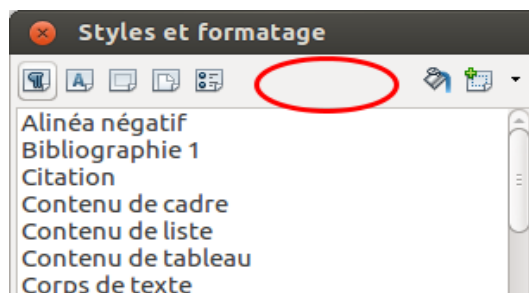 Styles et formatage
Alinéa négatif
Bibliographie 1
Citation
Contenu de cadre
Contenu de liste
Contenu de tableau
Corps de texte